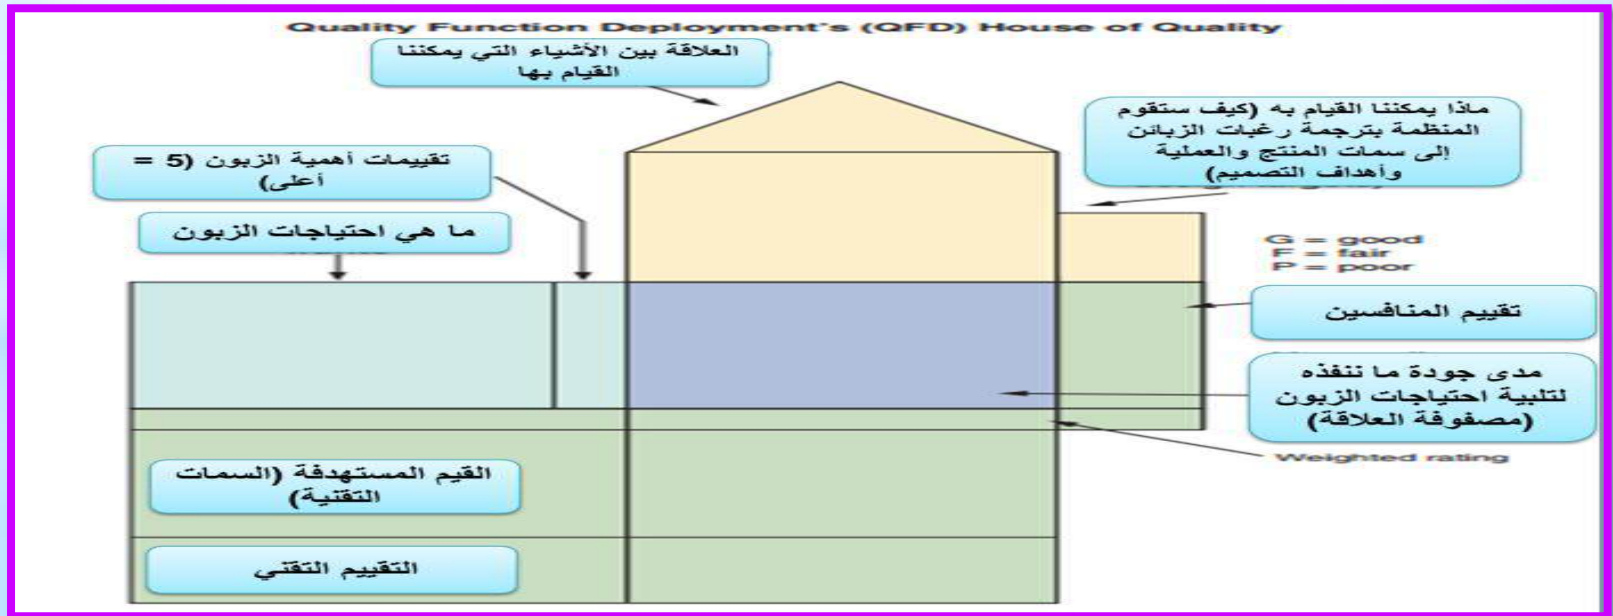 Quality Function Deployment's (QFD) House of Quality
العلاقة بين الأشياء التي يمكننا
القيام بها
ماذا يمكننا القيام به (كيف ستقوم
المنظمة بترجمة رغبات الزبائن
إلى سمات المنتج والعملية
وأهداف التصميم)
تقييمات أهمية الزبون (5 =
أعلى)
ما هي احتياجات الزبون
G = good
F = fair
P = poor
تقييم المنافسين
مدى جودة ما ننفذه
لتلبية احتياجات الزبون
(مصفوفة العلاقة)
Weighted rating
القيم المستهدفة (السمات
التقنية)
التقييم التقني